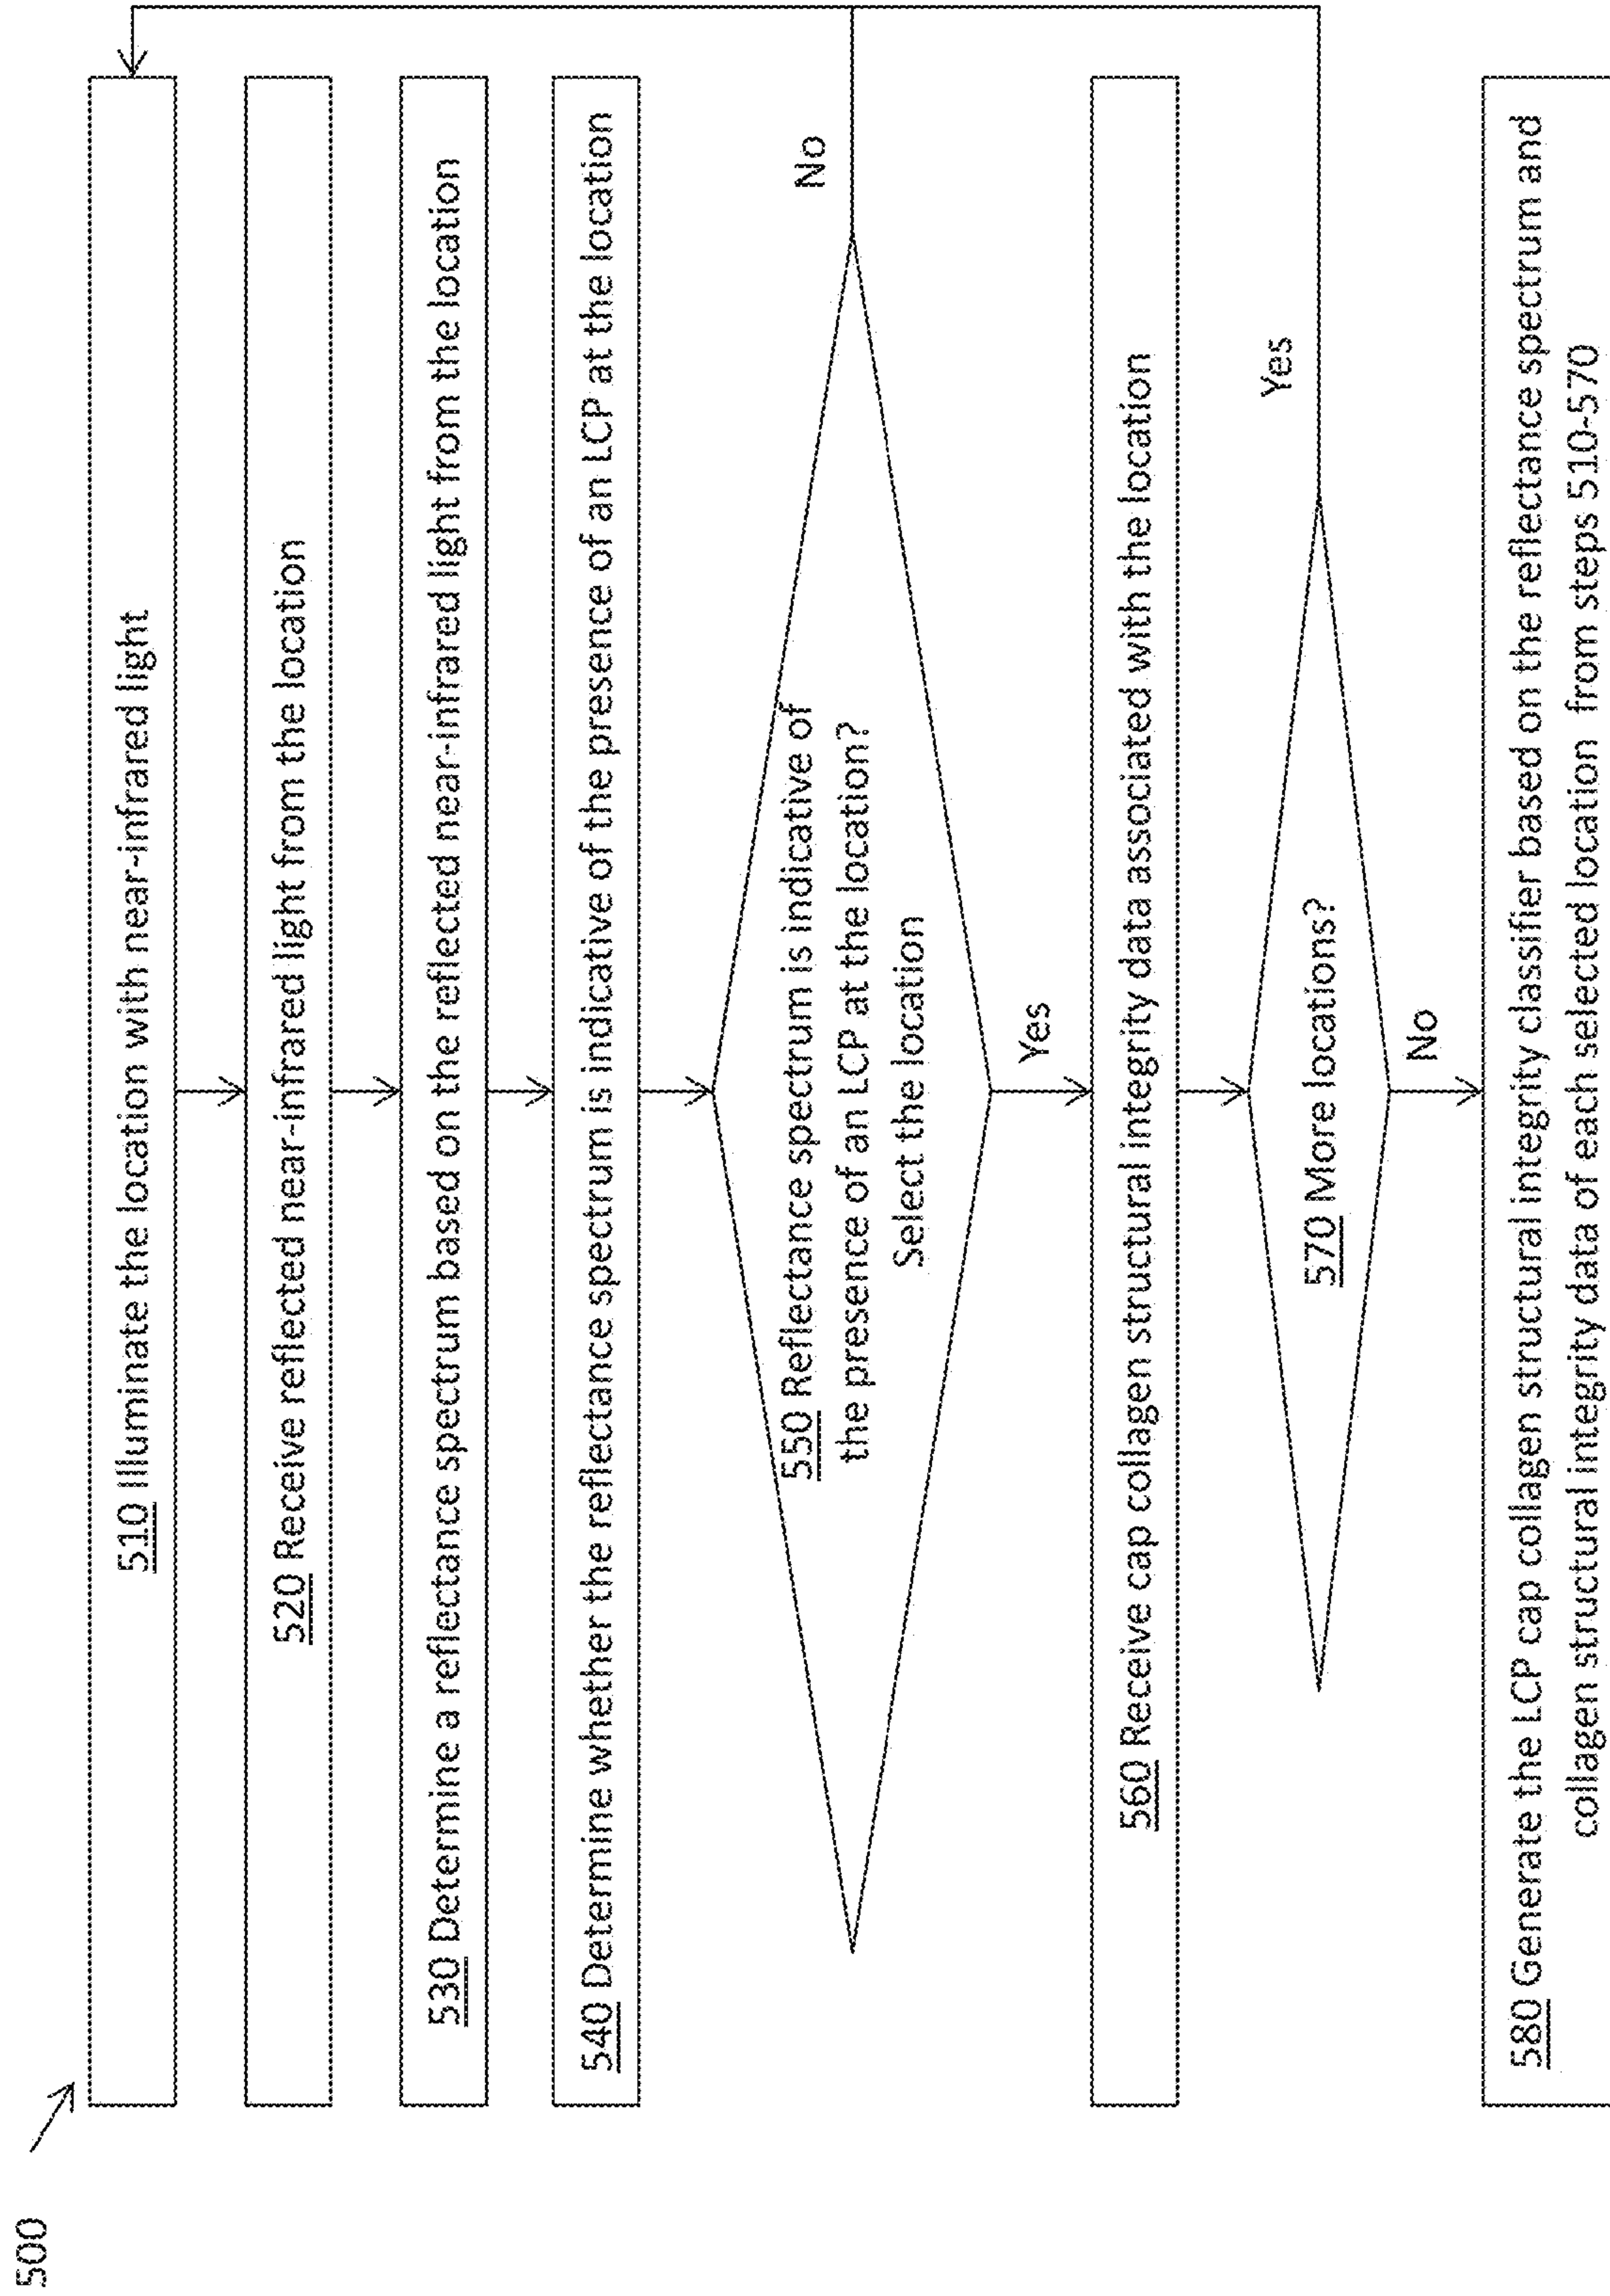 500
510 Illuminate the location with near-infrared light
520 Receive reflected near-infrared light from the location
530 Determine a reflectance spectrum based on the reflected near-infrared light from the location
540 Determine whether the reflectance spectrum is indicative of the presence of an LCP at the location
550 Reflectance spectrum is indicative of
the presence of an LCP at the location?
Select the location
No
Yes
560 Receive cap collagen structural integrity data associated with the location
570 More locations?
Yes
No
580 Generate the LCP cap collagen structural integrity classifier based on the reflectance spectrum and
collagen structural integrity data of each selected location from steps 510-570